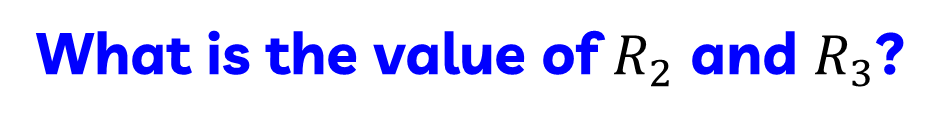 What is the value of R₂ and R₃?